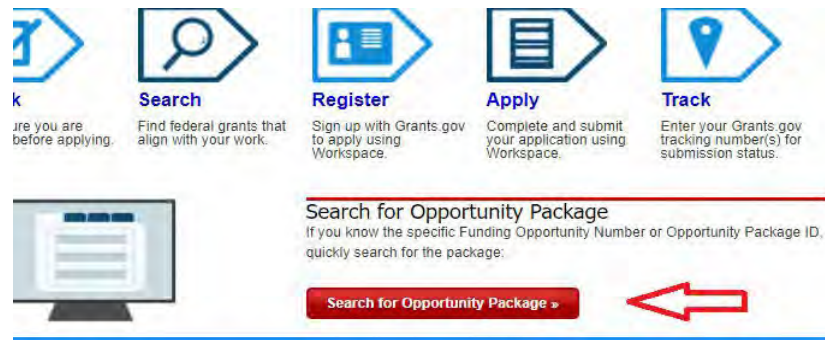 k
Search
Register
Apply
Track
ure you are
before applying.
Find federal grants that
align with your work.
Sign up with Grants.gov
to apply using
Workspace.
Complete and submit
your application using
Workspace.
Enter your Grants.gov
tracking number(s) for
submission status.
Search for Opportunity Package
If you know the specific Funding Opportunity Number or Opportunity Package ID,
quickly search for the package:
Search for Opportunity Package »